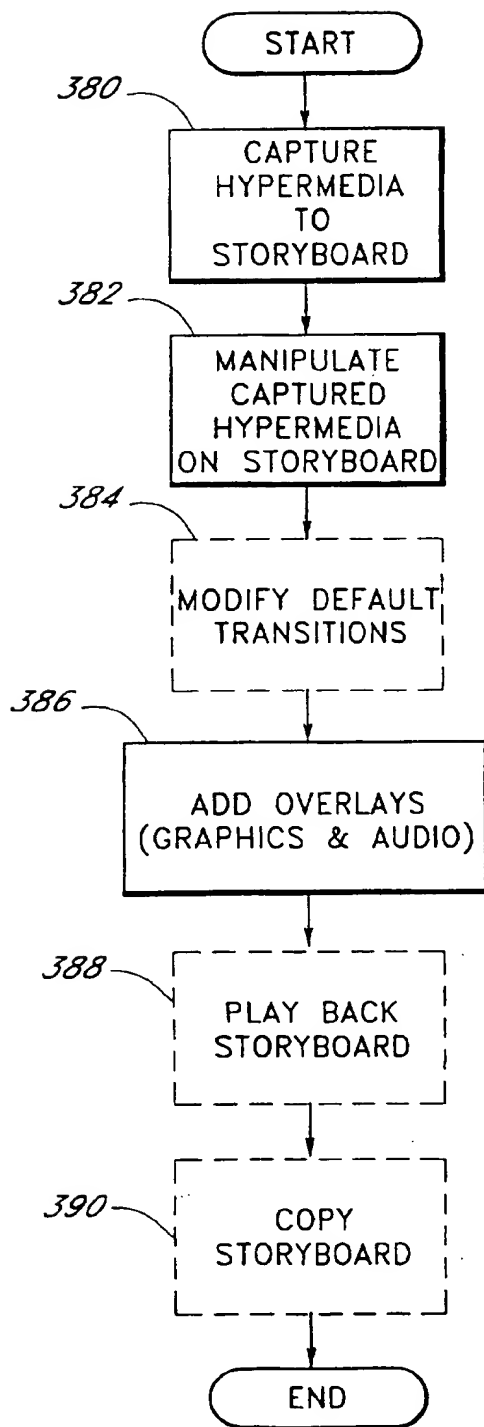 START
380
CAPTURE
HYPERMEDIA
TO
STORYBOARD
382
MANIPULATE
CAPTURED
HYPERMEDIA
ON STORYBOARD
384
MODIFY DEFAULT
TRANSITIONS
386
ADD OVERLAYS
(GRAPHICS & AUDIO)
388
PLAY BACK
STORYBOARD
390
COPY
STORYBOARD
END